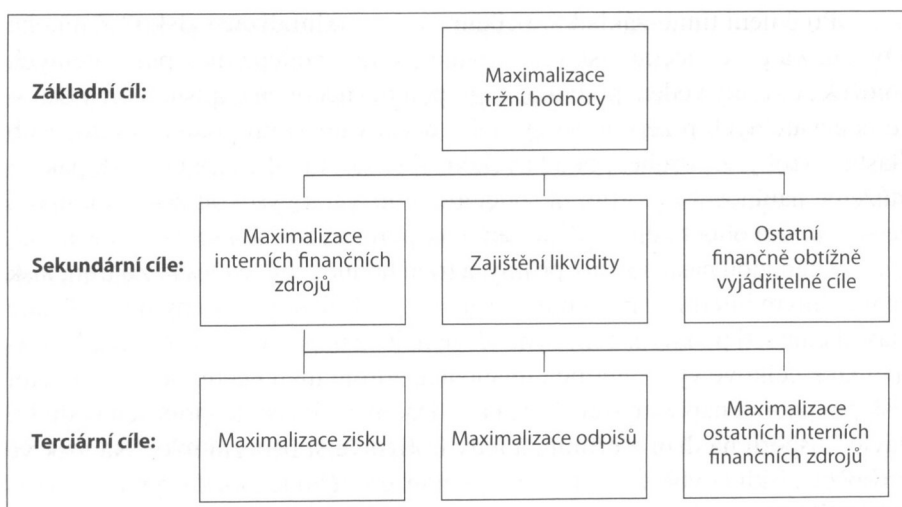 Základní cíl:
Maximalizace
tržní hodnoty
Sekundární cíle:
Maximalizace
interních finančních
zdrojů
Zajištění likvidity
Ostatní
finančně obtížně
vyjádřitelné cíle
Terciární cíle:
Maximalizace zisku
Maximalizace odpisů
Maximalizace
ostatních interních
finančních zdrojů